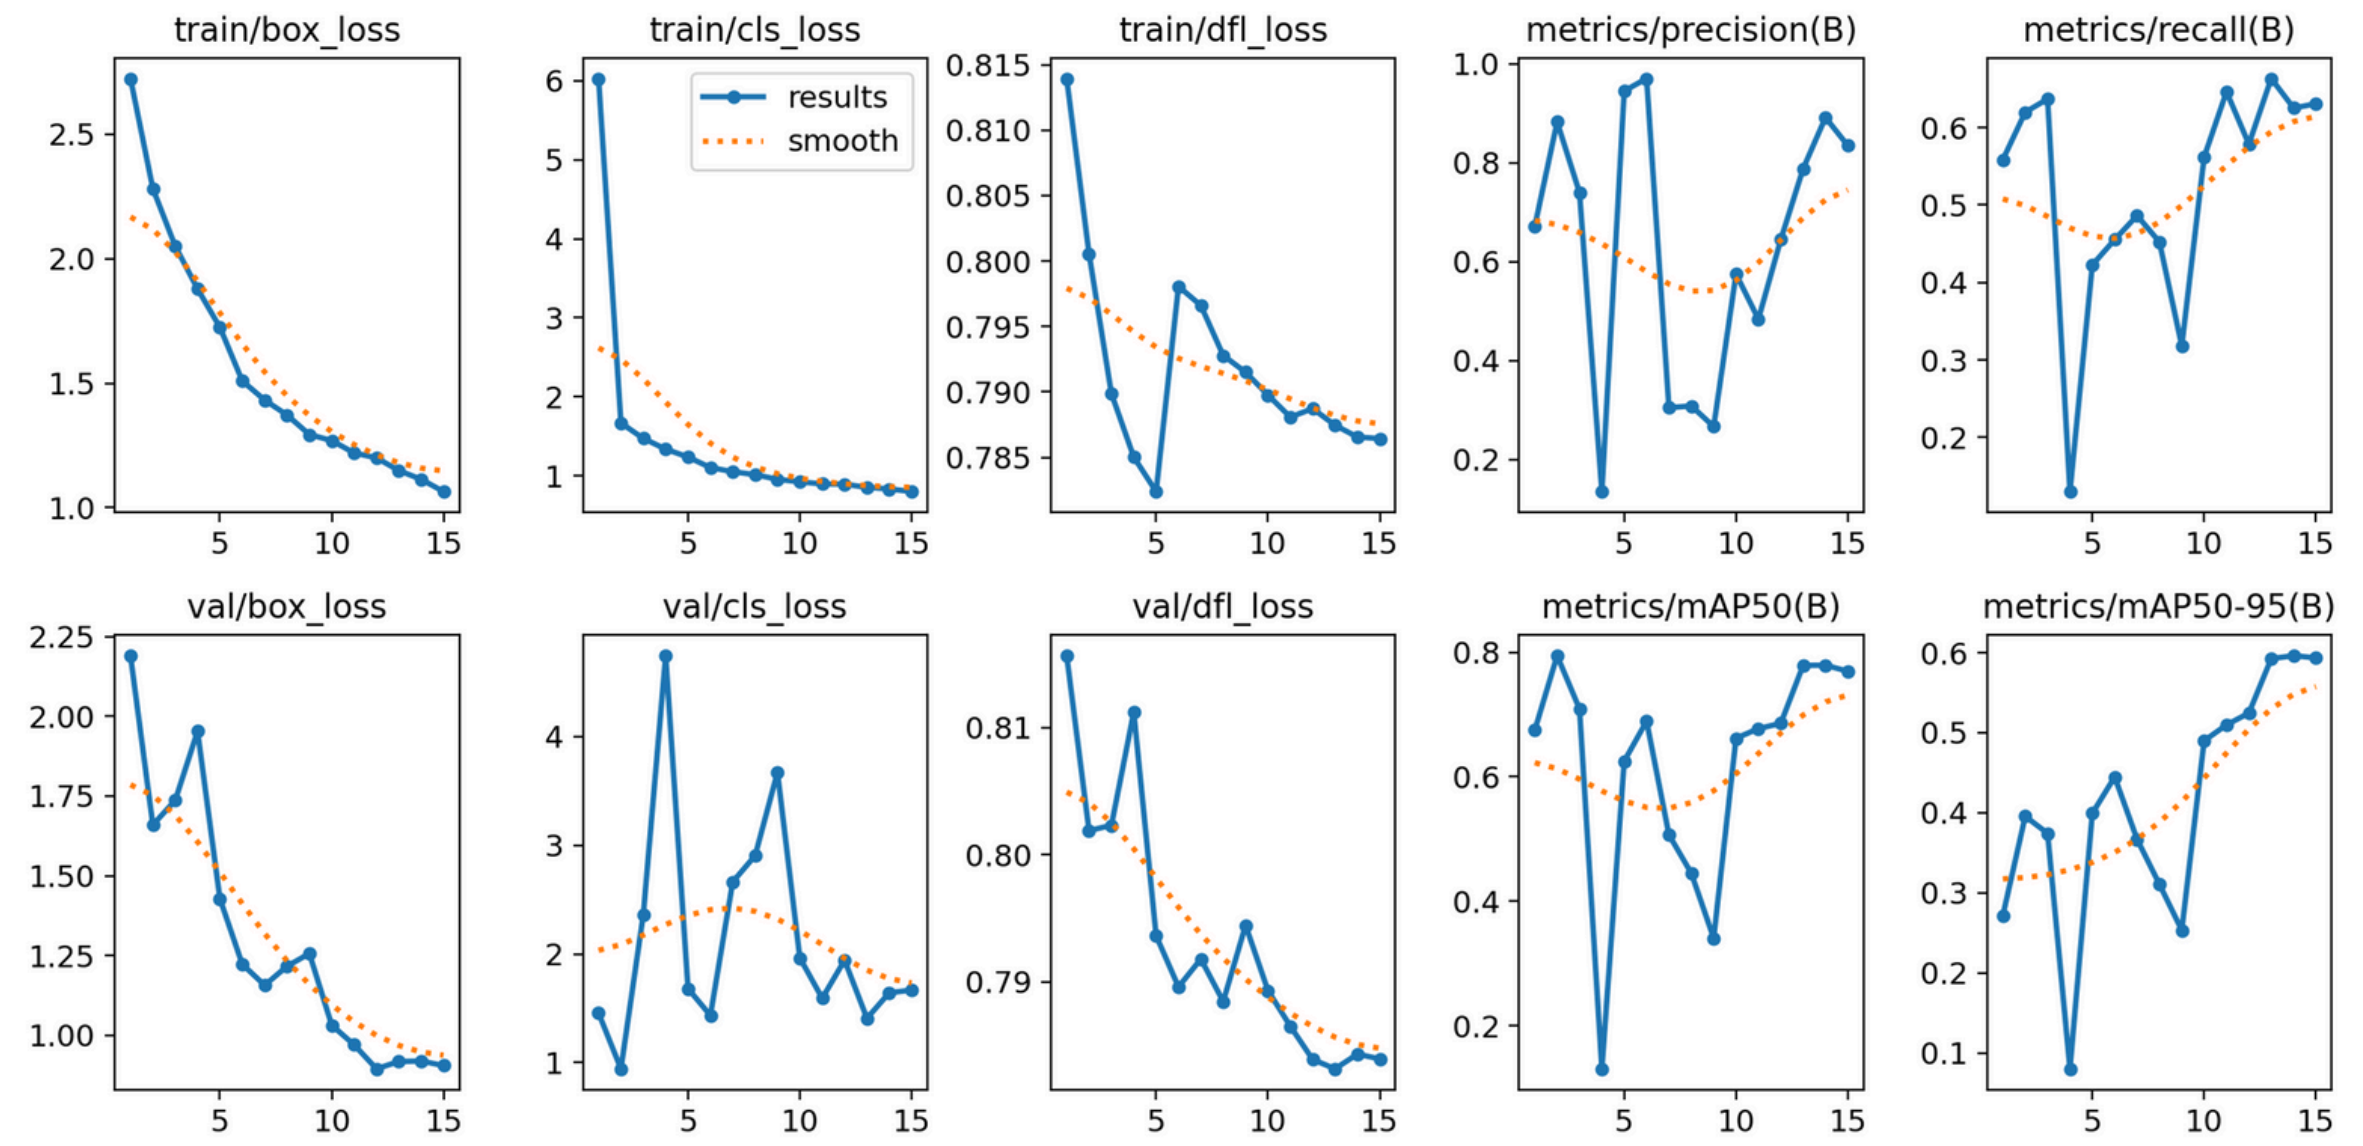 train/box_loss
train/cls_loss
train/dfl_loss
metrics/precision(B)
metrics/recall(B)
2.5
2.0
1.5
1.0
5 10 15
6
5
4
3
2
1
results
smooth
5 10 15
0.815
0.810
0.805
0.800
0.795
0.790
0.785
5 10 15
1.0
0.8
0.6
0.4
0.2
5 10 15
0.6
0.5
0.4
0.3
0.2
5 10 15
val/box_loss
val/cls_loss
val/dfl_loss
metrics/mAP50(B)
metrics/mAP50-95(B)
2.25
2.00
1.75
1.50
1.25
1.00
5 10 15
4
3
2
1
5 10 15
0.81
0.80
0.79
5 10 15
0.8
0.6
0.4
0.2
5 10 15
0.6
0.5
0.4
0.3
0.2
0.1
5 10 15